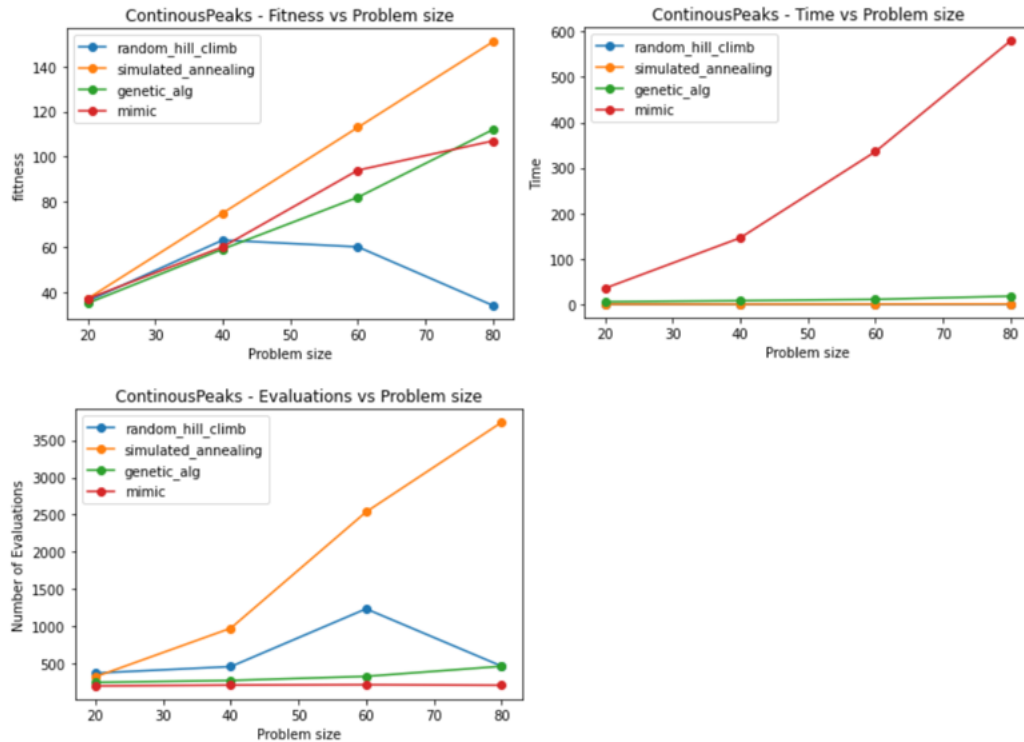 ContinousPeaks - Fitness vs Problem size
random_hill_climb
simulated_annealing
genetic_alg
mimic
fittness
140
120
100
80
60
40
20 30 40 50 60 70 80
Problem size
ContinousPeaks - Time vs Problem size
random_hill_climb
simulated_annealing
genetic_alg
mimic
Time
600
500
400
300
200
100
0
20 30 40 50 60 70 80
Problem size
ContinousPeaks - Evaluations vs Problem size
random_hill_climb
simulated_annealing
genetic_alg
mimic
Number of Evaluations
3500
3000
2500
2000
1500
1000
500
20 30 40 50 60 70 80
Problem size